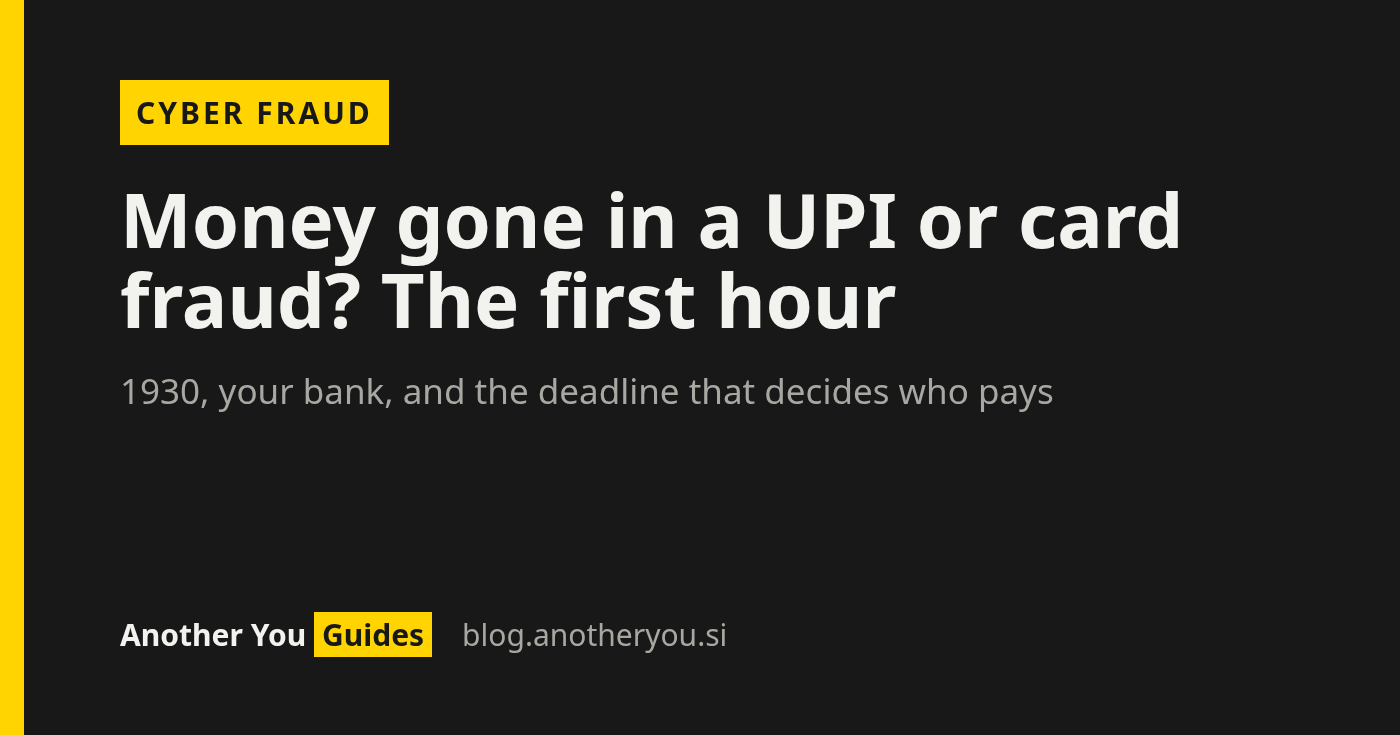 CYBER FRAUD
Money gone in a UPI or card
fraud? The first hour
1930, your bank, and the deadline that decides who pays
Another You Guides blog.anotheryou.si